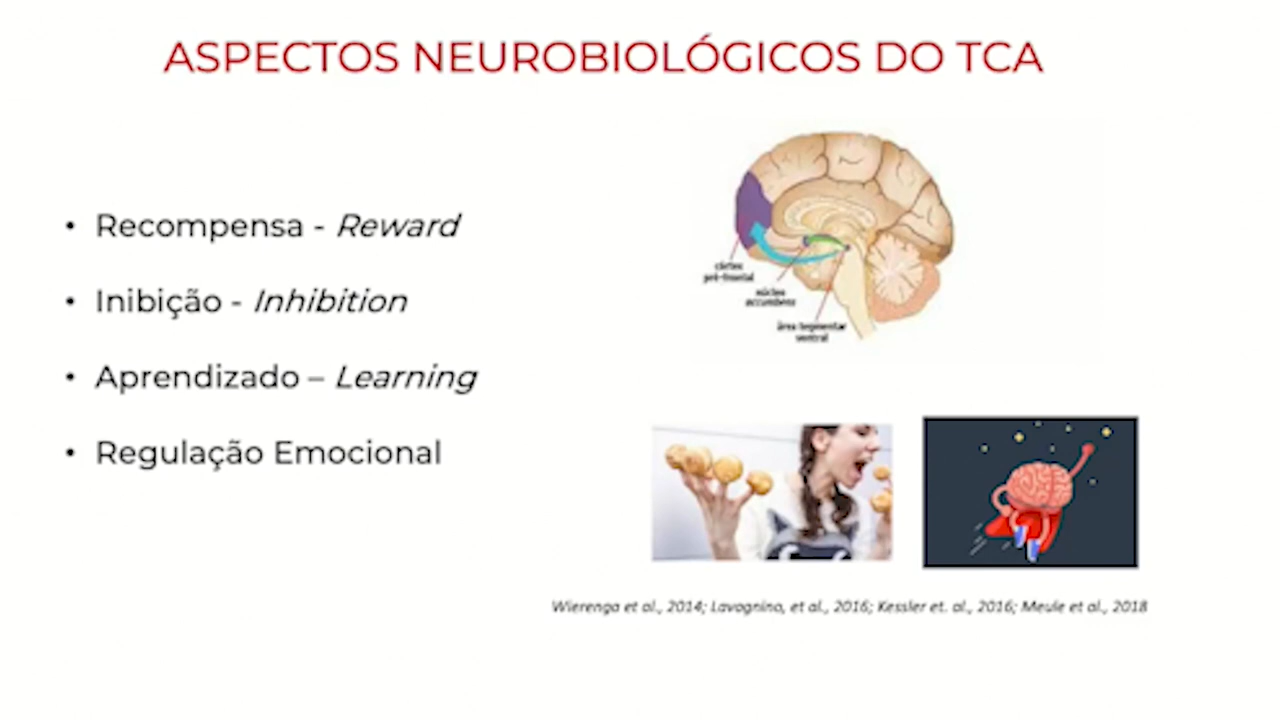 ASPECTOS NEUROBIOLÓGICOS DO TCA
• Recompensa - Reward
• Inibição - Inhibition
• Aprendizado – Learning
• Regulação Emocional
córtex
pré-frontal
núcleo
accumbens
área tegmentar
ventral
Wierenga et al., 2014; Lavagnino, et al., 2016; Kessler et. al., 2016; Meule et al., 2018